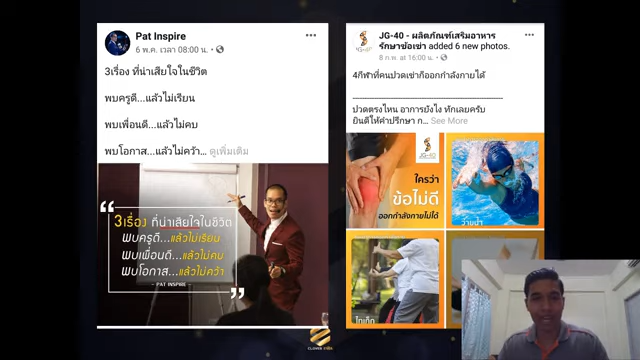 Pat Inspire
6 พ.ค. เวลา 08:00 น.
3เรื่อง ที่น่าเสียใจในชีวิต
พบครูดี...แล้วไม่เรียน
พบเพื่อนดี...แล้วไม่คบ
พบโอกาส...แล้วไม่คว้า... ดูเพิ่มเติม
“
3เรื่อง ที่น่าเสียใจในชีวิต
พบครูดี...แล้วไม่เรียน
พบเพื่อนดี...แล้วไม่คบ
พบโอกาส...แล้วไม่คว้า
- PAT INSPIRE -
”
JG-40 - ผลิตภัณฑ์เสริมอาหาร
รักษาข้อเข่า added 6 new photos.
8 ก.พ. at 16:00 น.
4กีฬาที่คนปวดเข่าก็ออกกำลังกายได้
ปวดตรงไหน อาการยังไง ทักเลยครับ
ยินดีให้คำปรึกษา ก... See More
JG-40
ใครว่า
ข้อไม่ดี
ออกกำลังกายไม่ได้
ว่ายน้ำ
ไทเก็ก